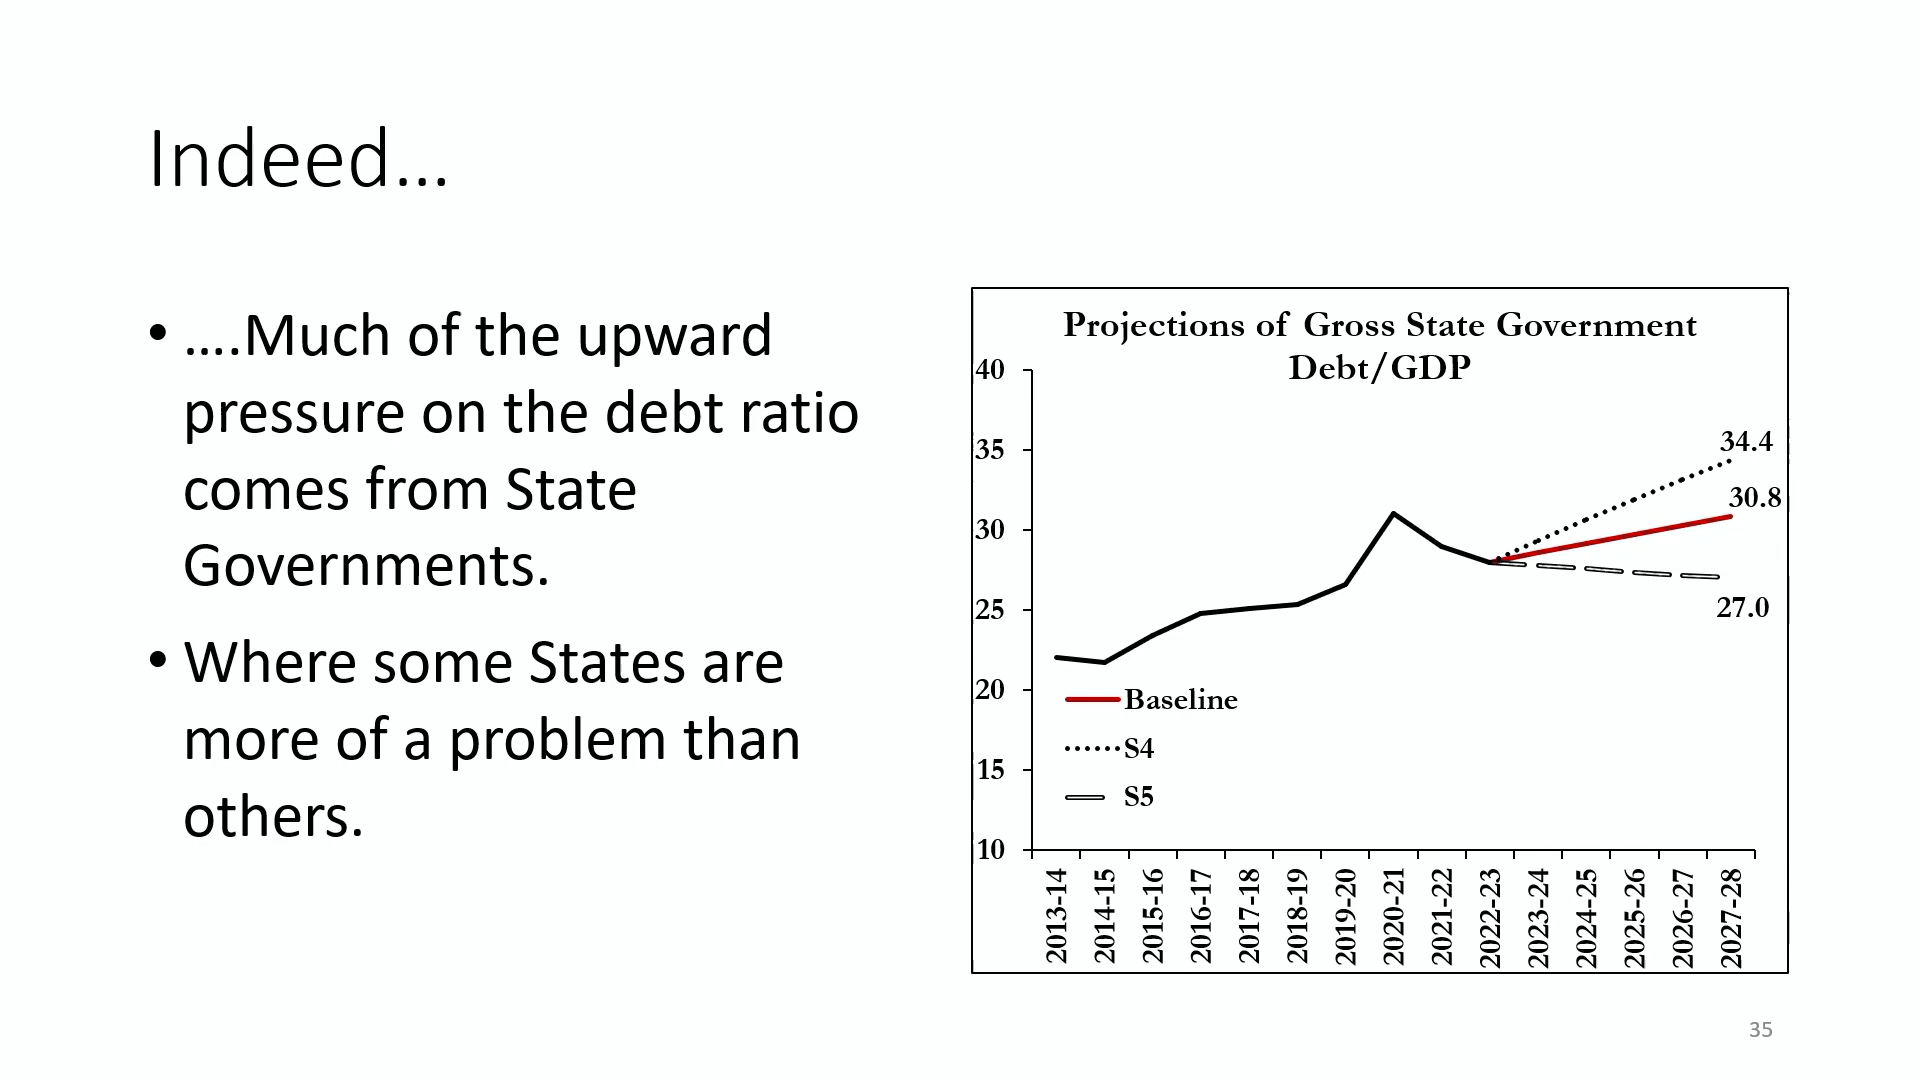 Indeed…
• ….Much of the upward
pressure on the debt ratio
comes from State
Governments.
• Where some States are
more of a problem than
others.
Projections of Gross State Government
Debt/GDP
40
35
30
25
20
15
10
34.4
30.8
27.0
Baseline
S4
S5
2013-14
2014-15
2015-16
2016-17
2017-18
2018-19
2019-20
2020-21
2021-22
2022-23
2023-24
2024-25
2025-26
2026-27
2027-28
35